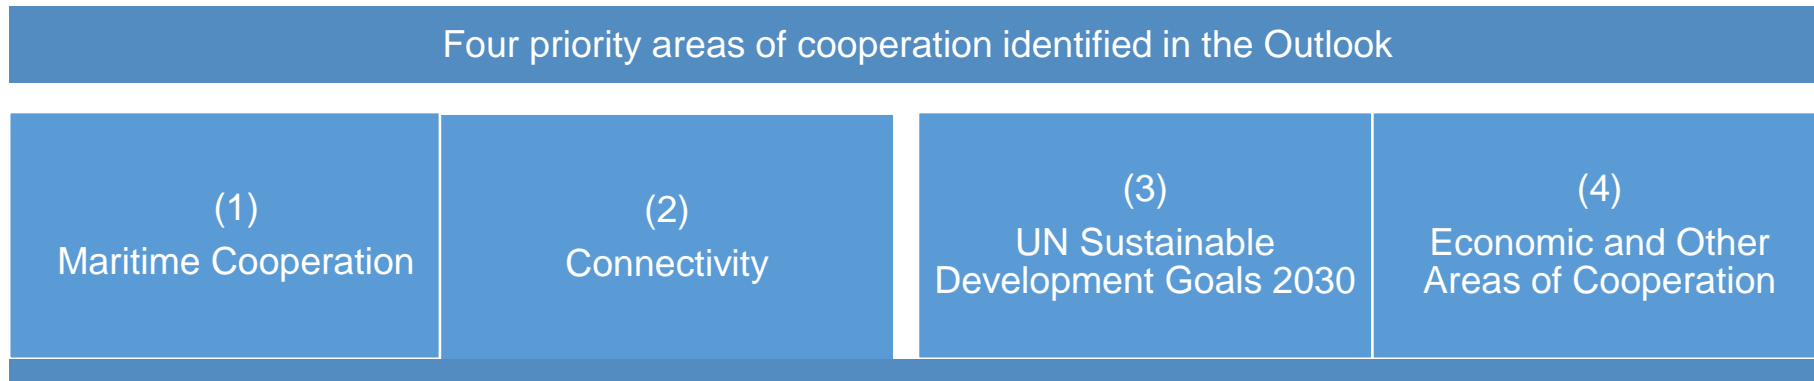 Four priority areas of cooperation identified in the Outlook
(1)
Maritime Cooperation
(2)
Connectivity
(3)
UN Sustainable
Development Goals 2030
(4)
Economic and Other
Areas of Cooperation